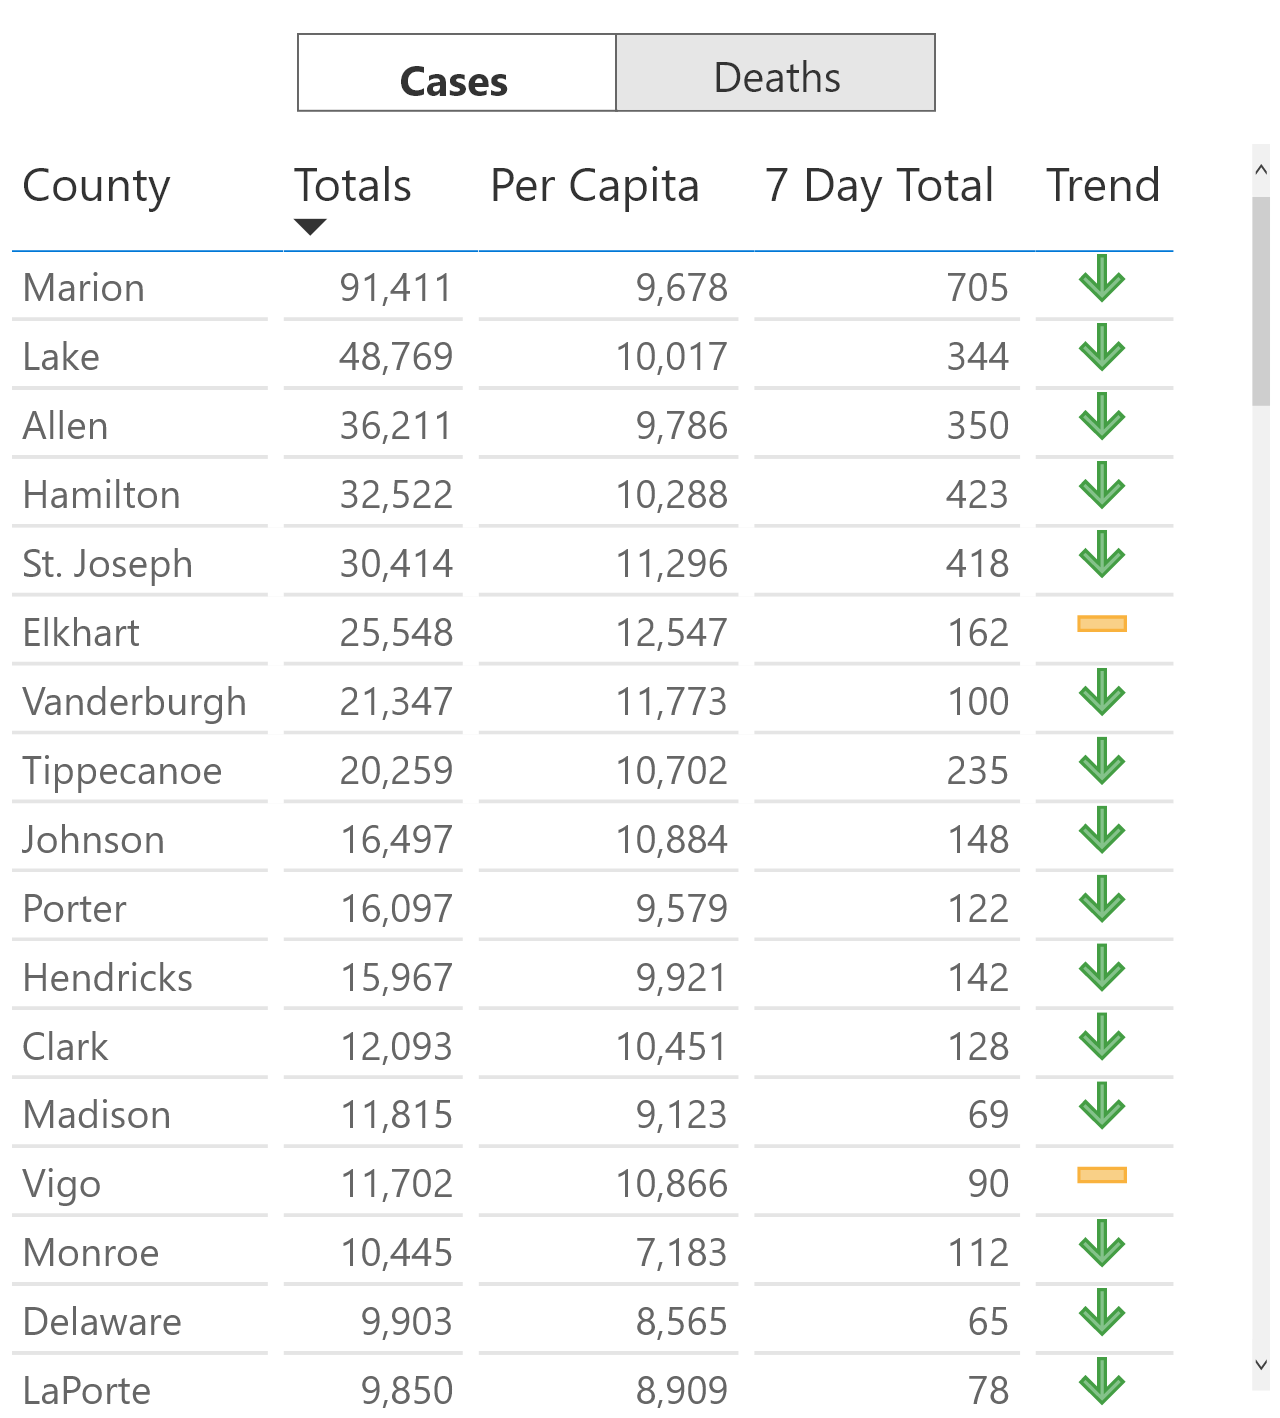 Cases Deaths
County Totals Per Capita 7 Day Total Trend
Marion 91,411 9,678 705
Lake 48,769 10,017 344
Allen 36,211 9,786 350
Hamilton 32,522 10,288 423
St. Joseph 30,414 11,296 418
Elkhart 25,548 12,547 162
Vanderburgh 21,347 11,773 100
Tippecanoe 20,259 10,702 235
Johnson 16,497 10,884 148
Porter 16,097 9,579 122
Hendricks 15,967 9,921 142
Clark 12,093 10,451 128
Madison 11,815 9,123 69
Vigo 11,702 10,866 90
Monroe 10,445 7,183 112
Delaware 9,903 8,565 65
LaPorte 9,850 8,909 78